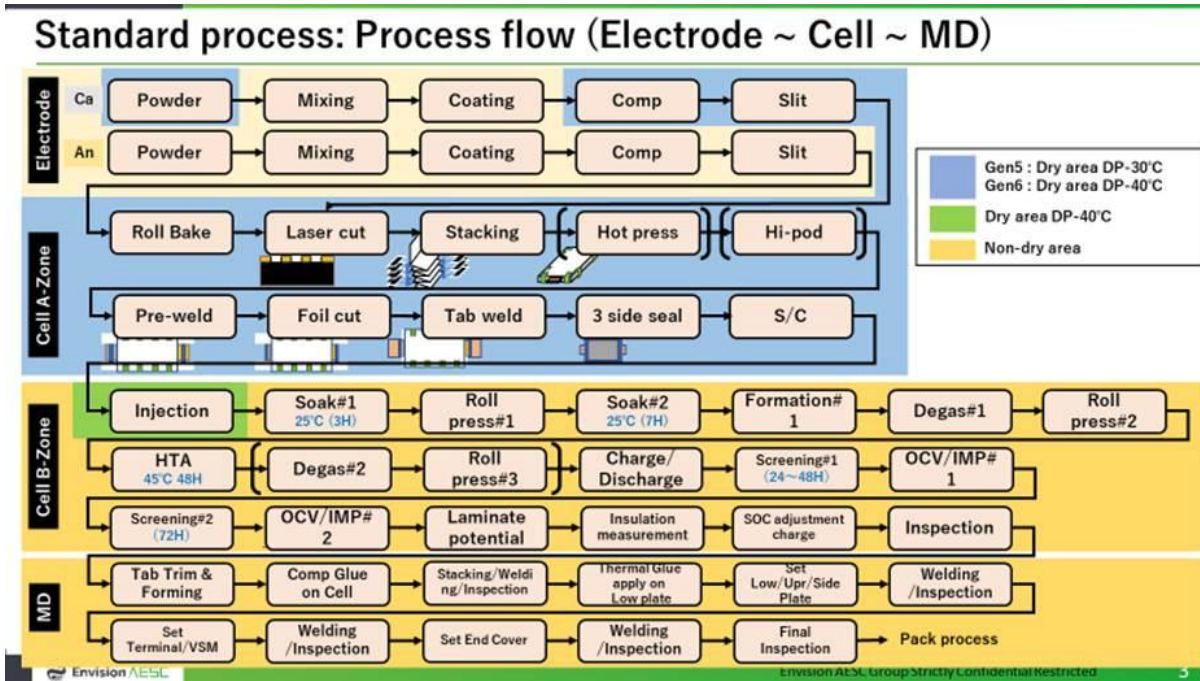 Standard process: Process flow (Electrode ~ Cell ~ MD)
Electrode
Ca
Powder
Mixing
Coating
Comp
Slit
An
Powder
Mixing
Coating
Comp
Slit
Gen5 : Dry area DP-30℃
Gen6 : Dry area DP-40℃
Dry area DP-40℃
Non-dry area
Cell A-Zone
Roll Bake
Laser cut
Stacking
Hot press
Hi-pod
Pre-weld
Foil cut
Tab weld
3 side seal
S/C
Cell B-Zone
Injection
Soak#1
25℃ (3H)
Roll
press#1
Soak#2
25℃ (7H)
Formation#
1
Degas#1
Roll
press#2
HTA
45℃ 48H
Degas#2
Roll
press#3
Charge/
Discharge
Screening#1
(24～48H)
OCV/IMP#
1
Screening#2
(72H)
OCV/IMP#
2
Laminate
potential
Insulation
measurement
SOC adjustment
charge
Inspection
MD
Tab Trim &
Forming
Comp Glue
on Cell
Stacking/Weldi
ng/Inspection
Thermal Glue
apply on
Low plate
Set
Low/Upr/Side
Plate
Welding
/Inspection
Set
Terminal/VSM
Welding
/Inspection
Set End Cover
Welding
/Inspection
Final
Inspection
Pack process
Envision AESC
Envision AESC Group Strictly Confidential Restricted
3